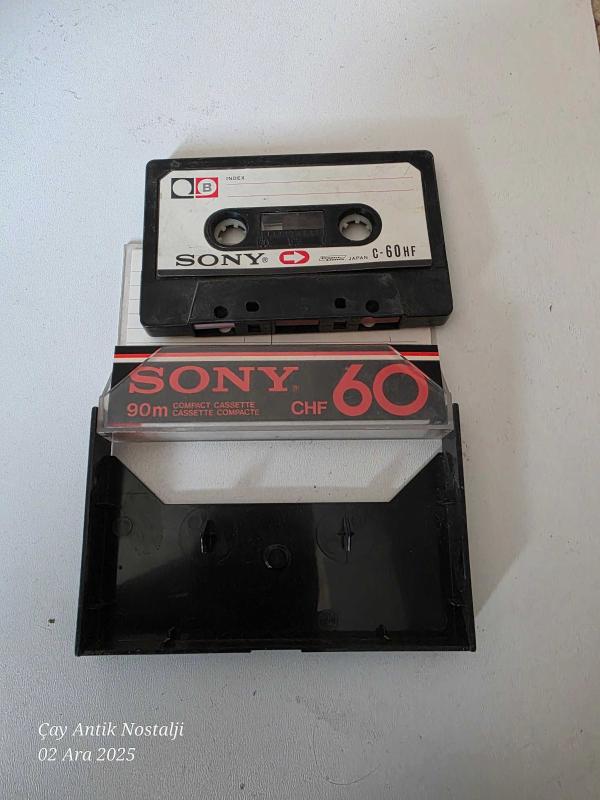 B
INDEX
SONY® JAPAN C-60HF
SONY®
90m COMPACT CASSETTE
CASSETTE COMPACTE
CHF 60
Çay Antik Nostalji
02 Ara 2025